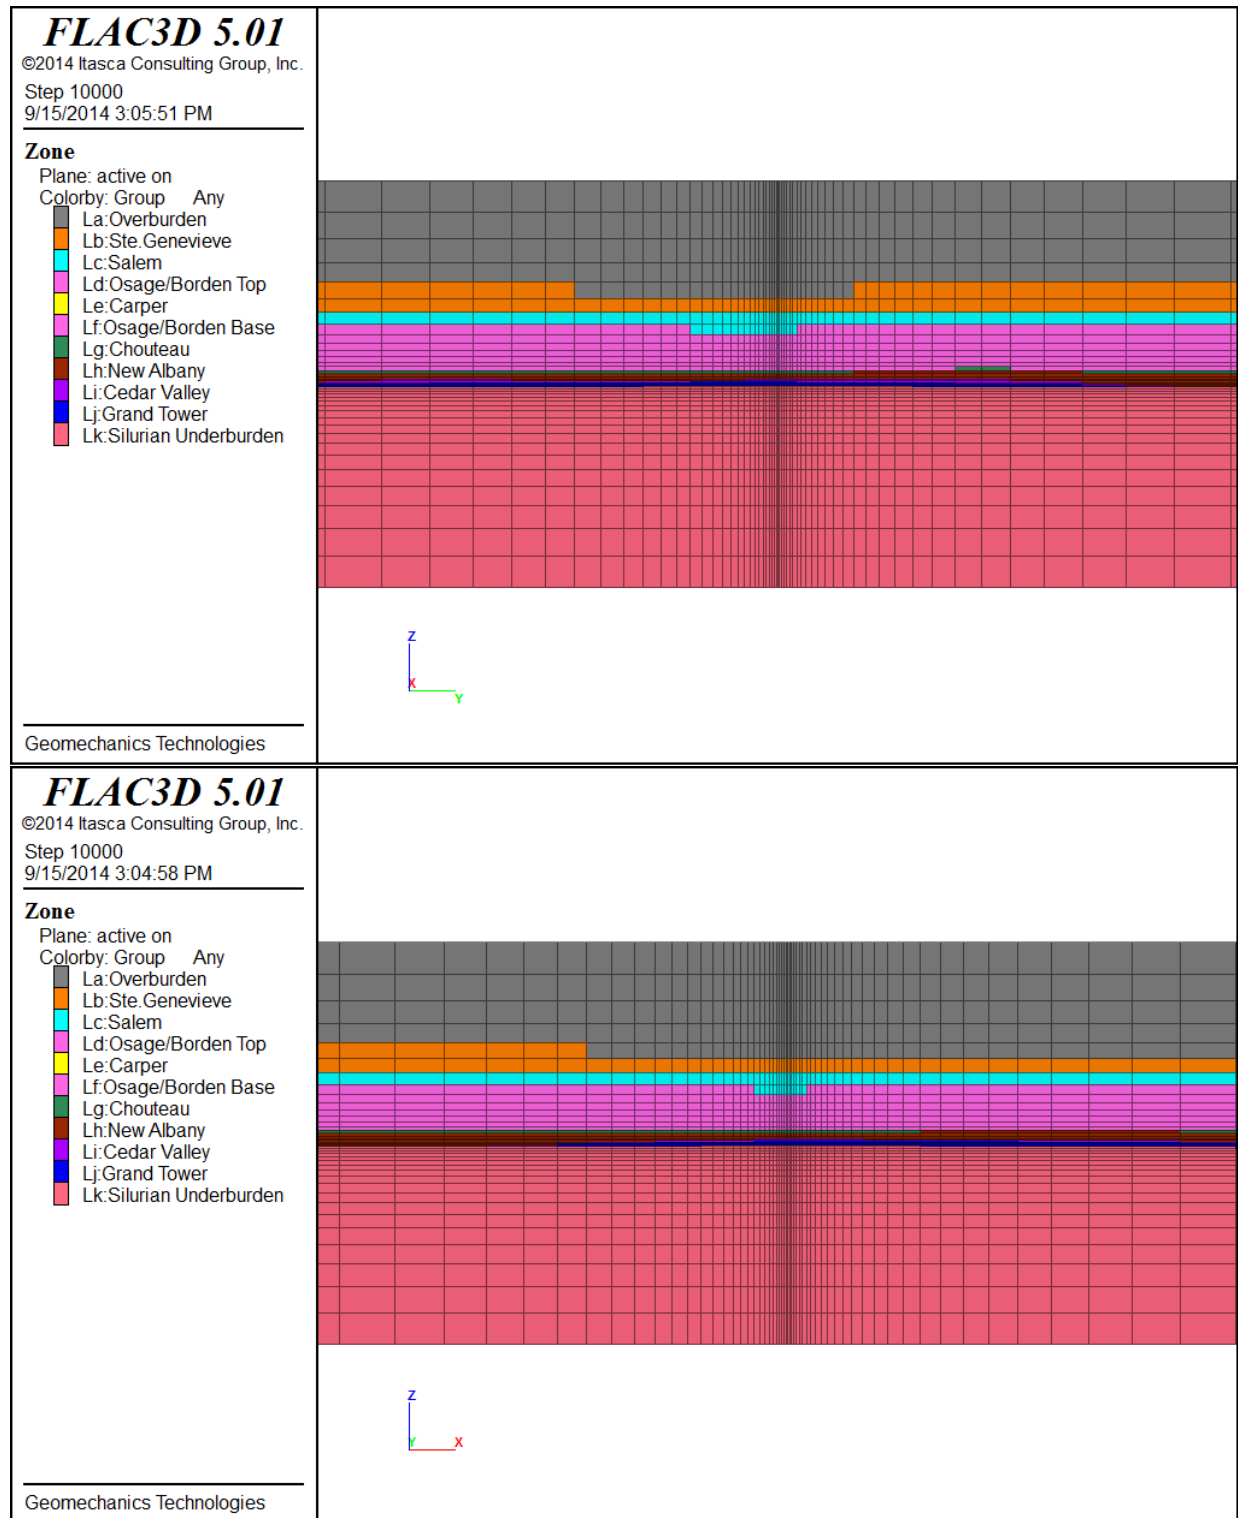 FLAC3D 5.01
©2014 Itasca Consulting Group, Inc.
Step 10000
9/15/2014 3:05:51 PM
Zone
Plane: active on
Colorby: Group Any
La:Overburden
Lb:Ste.Genevieve
Lc:Salem
Ld:Osage/Borden Top
Le:Carper
Lf:Osage/Borden Base
Lg:Chouteau
Lh:New Albany
Li:Cedar Valley
Lj:Grand Tower
Lk:Silurian Underburden
Z
X
Y
Geomechanics Technologies
FLAC3D 5.01
©2014 Itasca Consulting Group, Inc.
Step 10000
9/15/2014 3:04:58 PM
Zone
Plane: active on
Colorby: Group Any
La:Overburden
Lb:Ste.Genevieve
Lc:Salem
Ld:Osage/Borden Top
Le:Carper
Lf:Osage/Borden Base
Lg:Chouteau
Lh:New Albany
Li:Cedar Valley
Lj:Grand Tower
Lk:Silurian Underburden
Z
Y X
Geomechanics Technologies